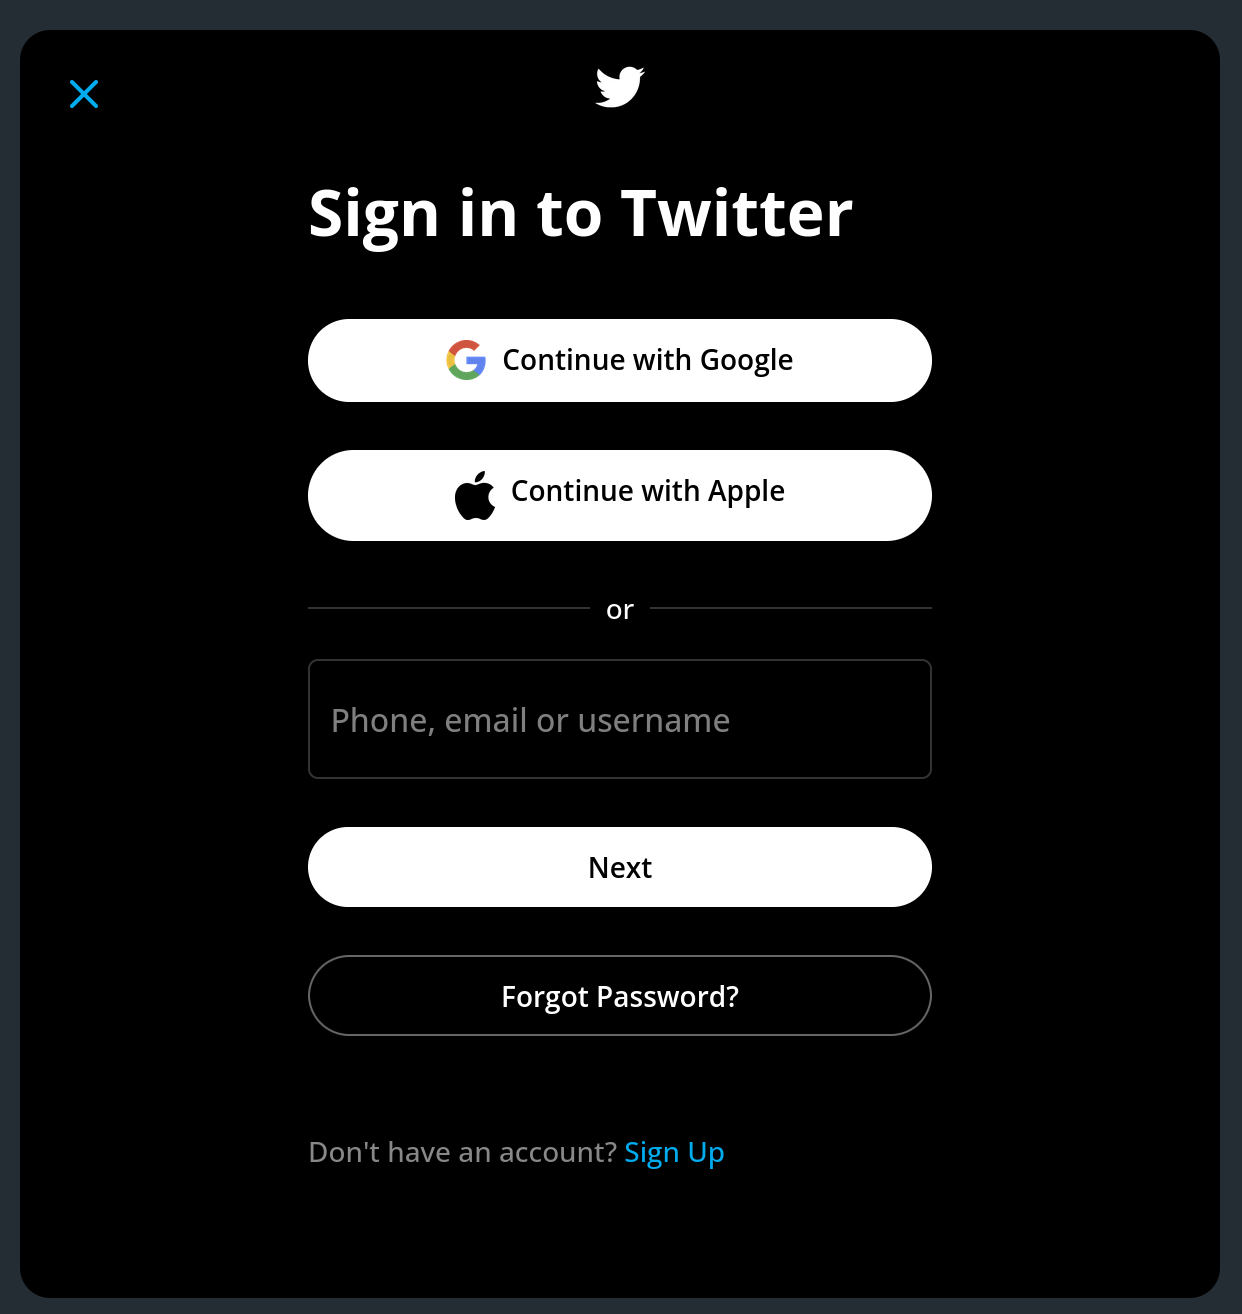 Sign in to Twitter
Continue with Google
Continue with Apple
or
Phone, email or username
Next
Forgot Password?
Don't have an account? Sign Up